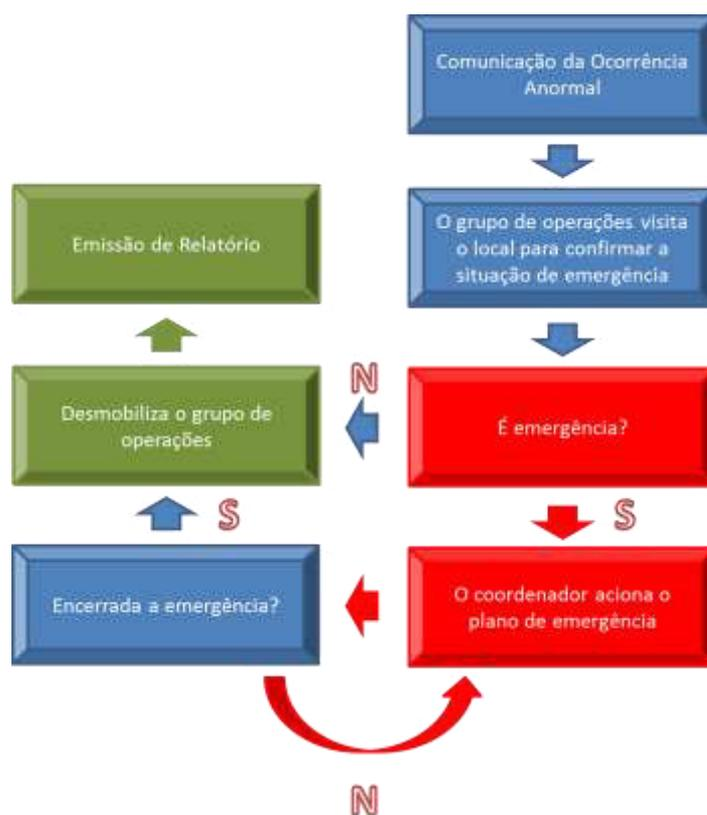 Comunicação da Ocorrência
Anormal
O grupo de operações visita
o local para confirmar a
situação de emergência
Emissão de Relatório
N
Desmobiliza o grupo de
operações
É emergência?
S
S
Encerrada a emergência?
O coordenador aciona o
plano de emergência
N